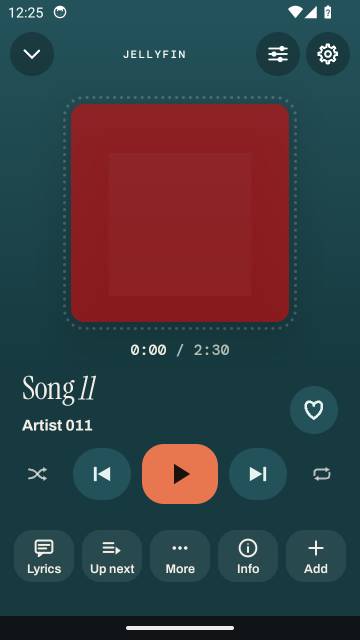 12:25
JELLYFIN
0:00 / 2:30
Song 11
Artist 011
Lyrics
Up next
More
Info
Add